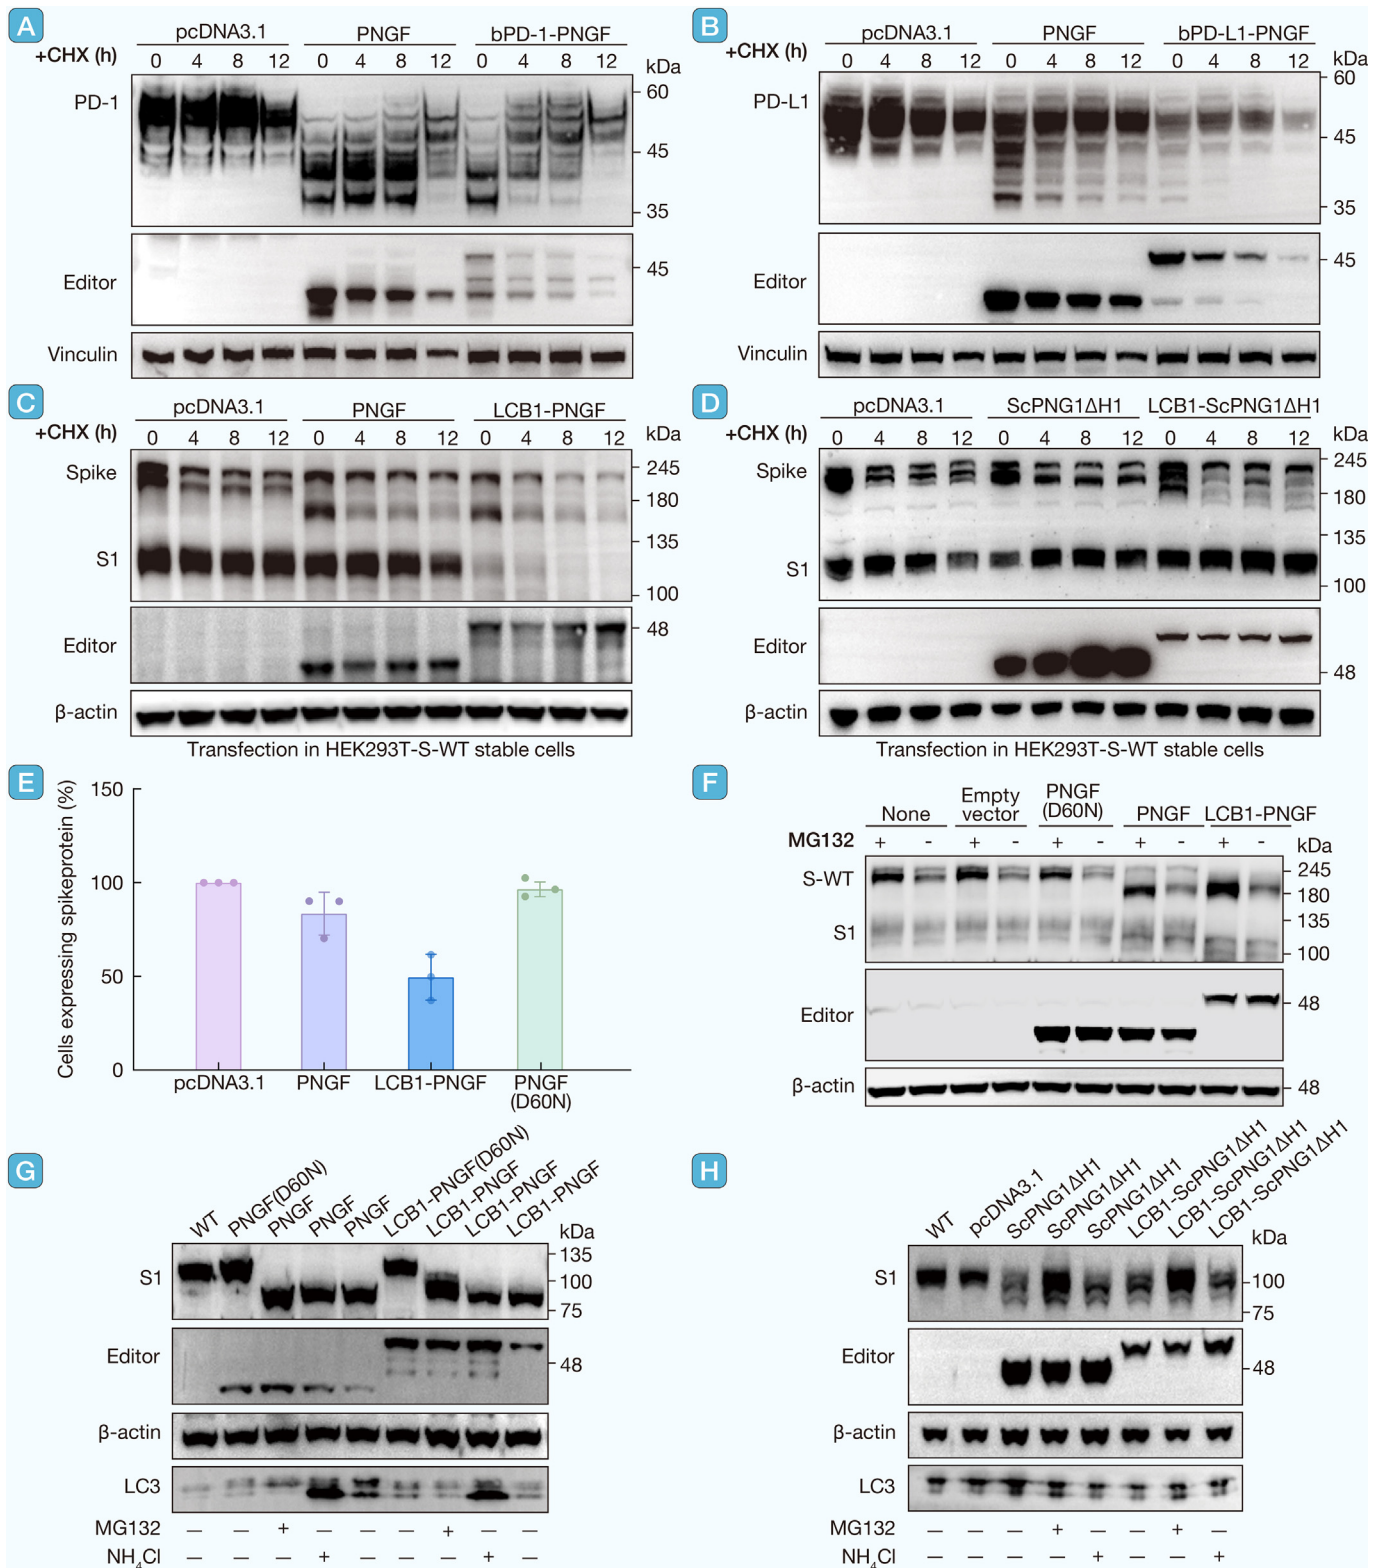 A
pcDNA3.1 PNGF bPD-1-PNGF
+CHX (h) 0 4 8 12 0 4 8 12 0 4 8 12 kDa
PD-1
60
45
35
Editor
45
Vinculin
B
pcDNA3.1 PNGF bPD-L1-PNGF
+CHX (h) 0 4 8 12 0 4 8 12 0 4 8 12 kDa
60
PD-L1
45
35
Editor
45
Vinculin
C
pcDNA3.1 PNGF LCB1-PNGF
+CHX (h) 0 4 8 12 0 4 8 12 0 4 8 12 kDa
Spike
245
180
135
S1
100
Editor
48
β-actin
Transfection in HEK293T-S-WT stable cells
D
pcDNA3.1 ScPNG1ΔH1 LCB1-ScPNG1ΔH1
+CHX (h) 0 4 8 12 0 4 8 12 0 4 8 12 kDa
Spike
245
180
135
S1
100
Editor
48
β-actin
Transfection in HEK293T-S-WT stable cells
E
Cells expressing spikeprotein (%)
150
100
50
0
pcDNA3.1 PNGF LCB1-PNGF PNGF
(D60N)
F
None Empty vector PNGF (D60N) PNGF LCB1-PNGF
MG132 + - + - + - + - + - kDa
S-WT
245
180
135
S1
100
Editor
48
β-actin
48
G
WT PNGF(D60N) PNGF PNGF PNGF LCB1-PNGF(D60N) LCB1-PNGF LCB1-PNGF LCB1-PNGF
kDa
135
S1
100
75
Editor
48
β-actin
LC3
MG132 — — + — — — + — —
NH4Cl — — — + — — — + —
H
WT pcDNA3.1 ScPNG1ΔH1 ScPNG1ΔH1 ScPNG1ΔH1 LCB1-ScPNG1ΔH1 LCB1-ScPNG1ΔH1 LCB1-ScPNG1ΔH1
kDa
S1
100
75
Editor
48
β-actin
LC3
MG132 — — — + — — + —
NH4Cl — — — — + — — +